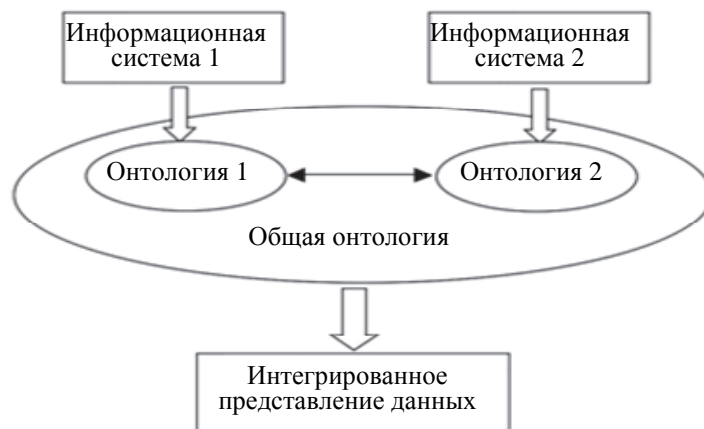 Информационная
система 1
Информационная
система 2
Онтология 1
Онтология 2
Общая онтология
Интегрированное
представление данных